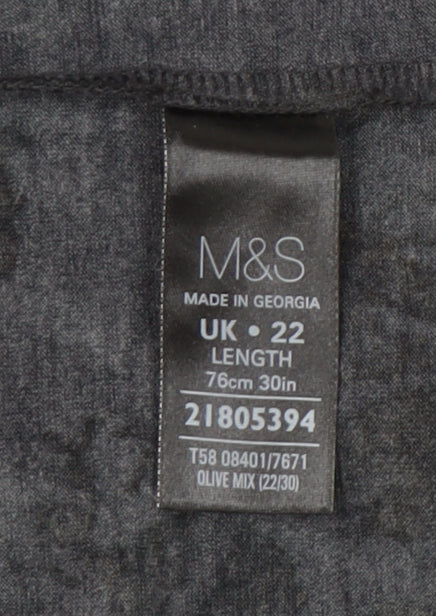 M&S
MADE IN GEORGIA
UK • 22
LENGTH
76cm 30in
21805394
T58 08401/7671
OLIVE MIX (22/30)